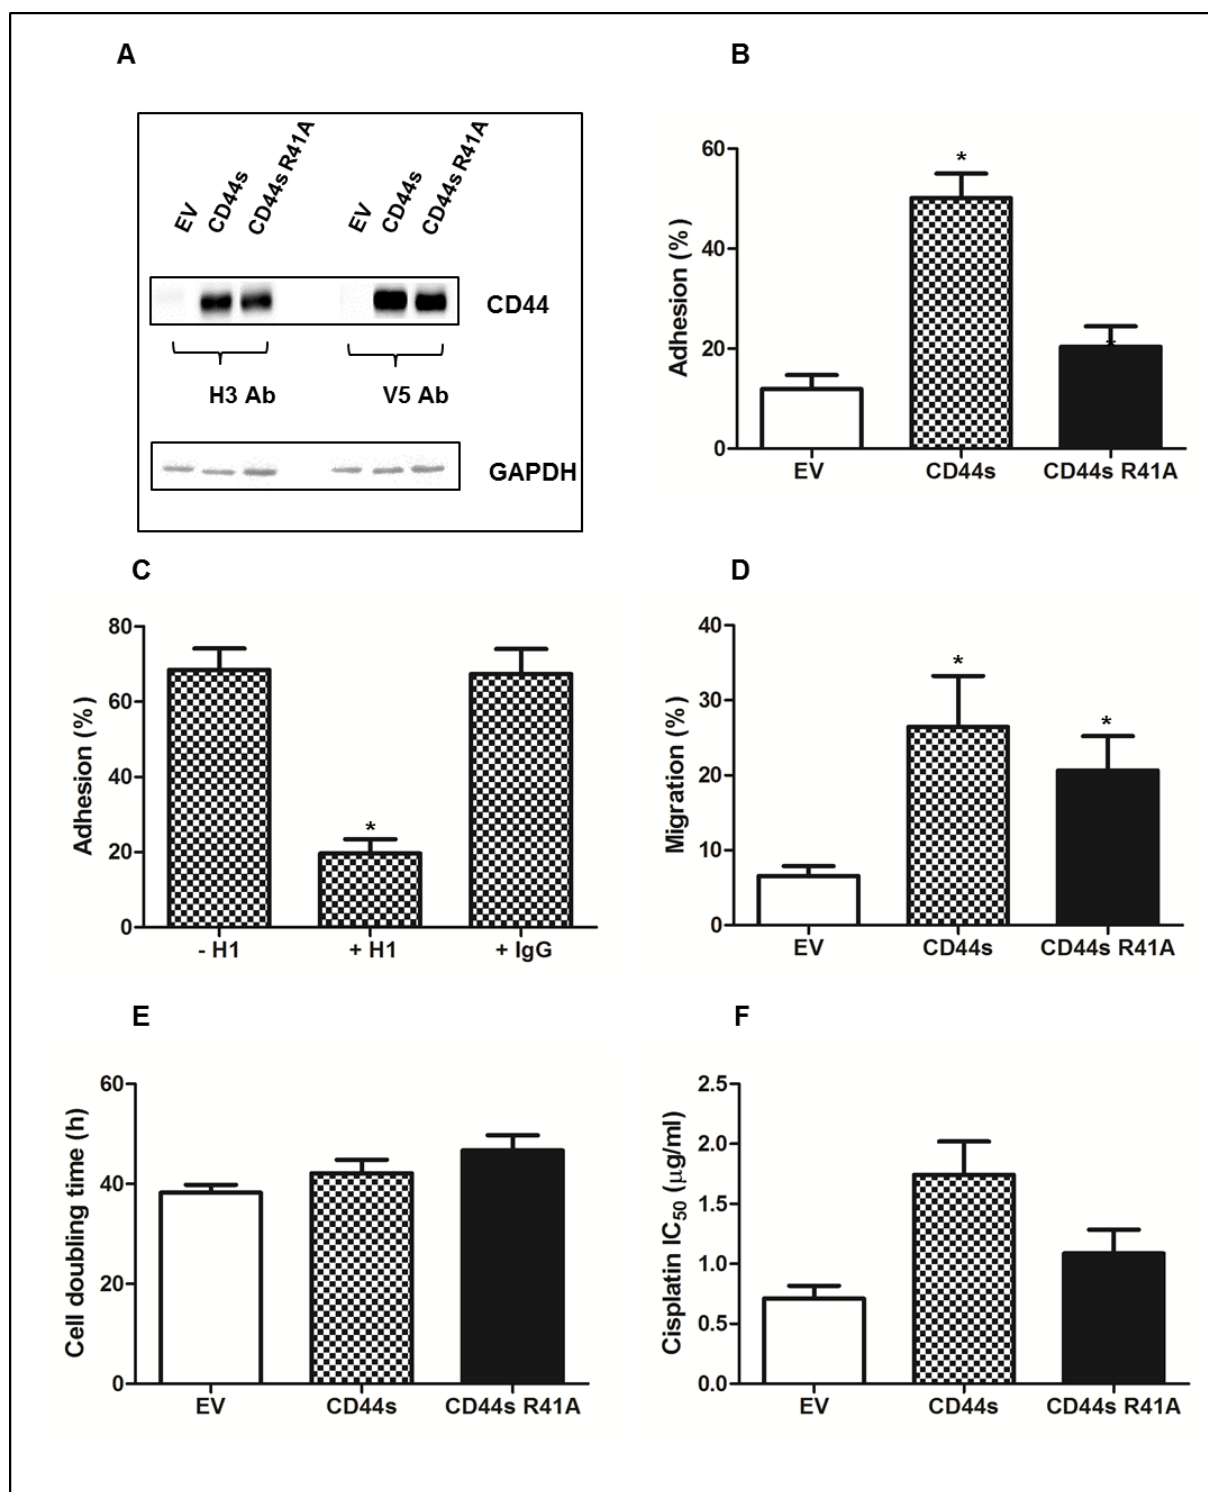 A
EV
CD44s
CD44s R41A
EV
CD44s
CD44s R41A
CD44
H3 Ab
V5 Ab
GAPDH
B
Adhesion (%)
60
40
20
0
*
*
EV
CD44s
CD44s R41A
C
Adhesion (%)
80
60
40
20
0
*
- H1
+ H1
+ IgG
D
Migration (%)
40
30
20
10
0
*
*
EV
CD44s
CD44s R41A
E
Cell doubling time (h)
60
40
20
0
EV
CD44s
CD44s R41A
F
Cisplatin IC₅₀ (µg/ml)
2.5
2.0
1.5
1.0
0.5
0.0
EV
CD44s
CD44s R41A